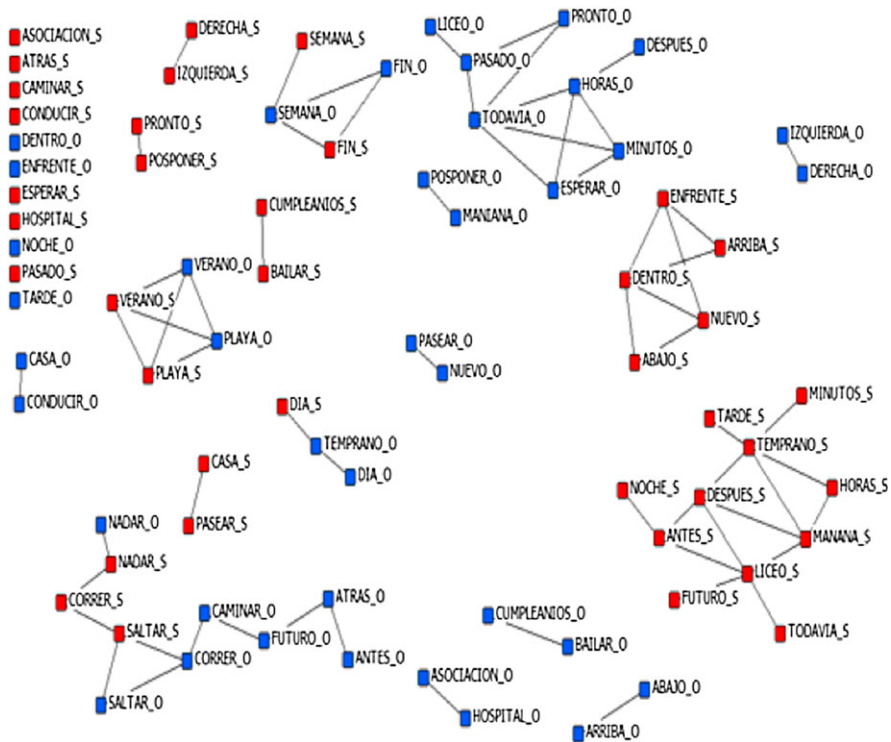 ASOCIACION_S
ATRAS_S
CAMINAR_S
CONDUCIR_S
DENTRO_O
ENFRENTE_O
ESPERAR_S
HOSPITAL_S
NOCHE_O
PASADO_S
TARDE_O
DERECHA_S
IZQUIERDA_S
PRONTO_S
POSPONER_S
SEMANA_S
FIN_O
SEMANA_O
FIN_S
LICEO_O
PRONTO_O
PASADO_O
DESPUES_O
HORAS_O
TODAVIA_O
MINUTOS_O
ESPERAR_O
IZQUIERDA_O
DERECHA_O
POSPONER_O
MANIANA_O
CUMPLEANIOS_S
BAILAR_S
ENFRENTE_S
ARRIBA_S
DENTRO_S
NUEVO_S
ABAJO_S
VERANO_O
VERANO_S
PLAYA_O
PLAYA_S
PASEAR_O
NUEVO_O
CASA_O
CONDUCIR_O
DIA_S
TEMPRANO_O
DIA_O
CASA_S
PASEAR_S
MINUTOS_S
TARDE_S
TEMPRANO_S
NOCHE_S
DESPUES_S
HORAS_S
ANTES_S
MANANA_S
LICEO_S
FUTURO_S
TODAVIA_S
NADAR_O
NADAR_S
CORRER_S
SALTAR_S
CAMINAR_O
ATRAS_O
FUTURO_O
CORRER_O
ANTES_O
SALTAR_O
CUMPLEANIOS_O
BAILAR_O
ASOCIACION_O
HOSPITAL_O
ABAJO_O
ARRIBA_O